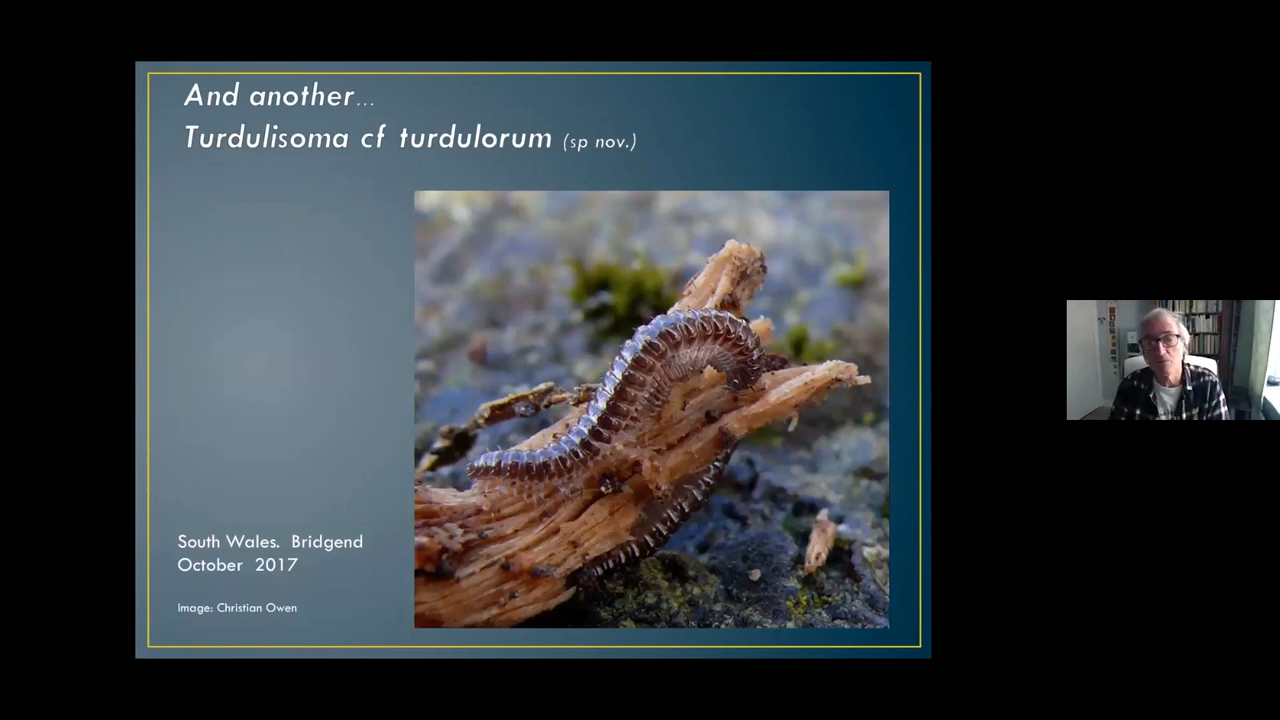 And another...
Turdulisoma cf turdulorum (sp nov.)
South Wales. Bridgend
October 2017
Image: Christian Owen